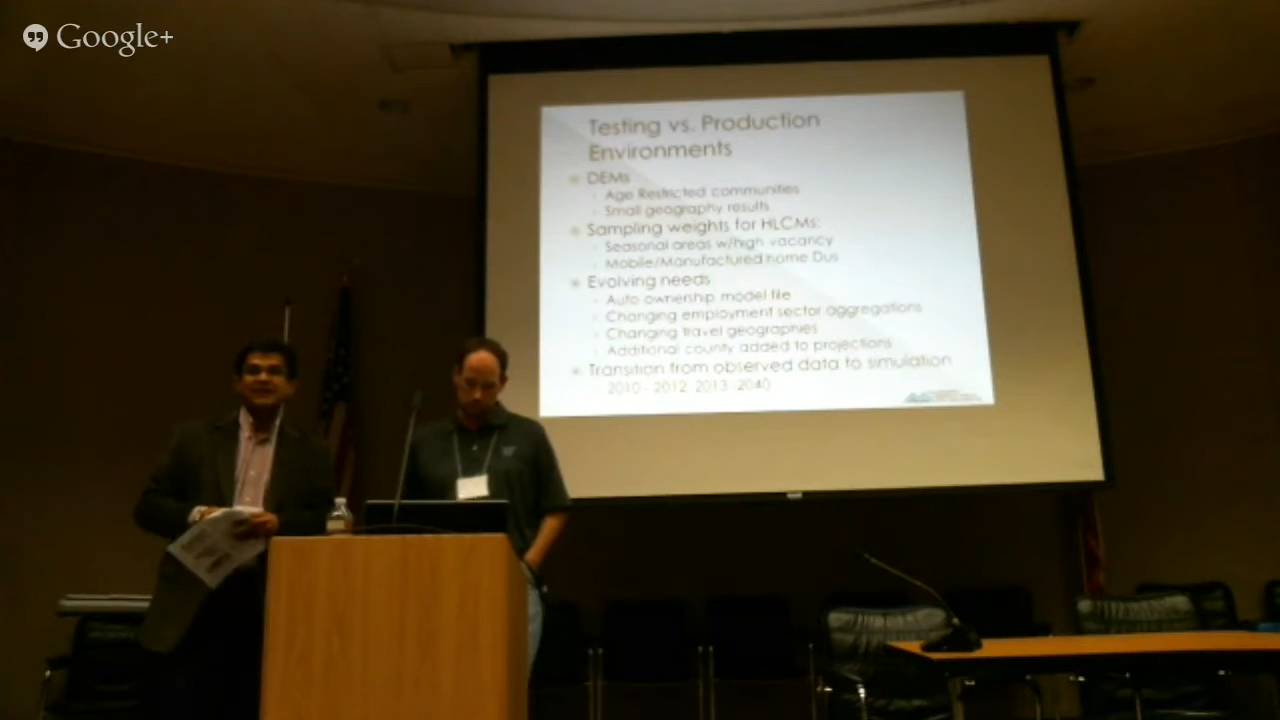 Google+
Testing vs. Production
Environments
DEMs
Age Restricted communities
Small geography results
Sampling weights for HLCMs:
Seasonal areas w/high vacancy
Mobile/Manufactured home Dus
Evolving needs
Auto ownership model file
Changing employment sector aggregations
Changing travel geographies
Additional county added to projections
Transition from observed data to simulation
2010 - 2012, 2013 -2040